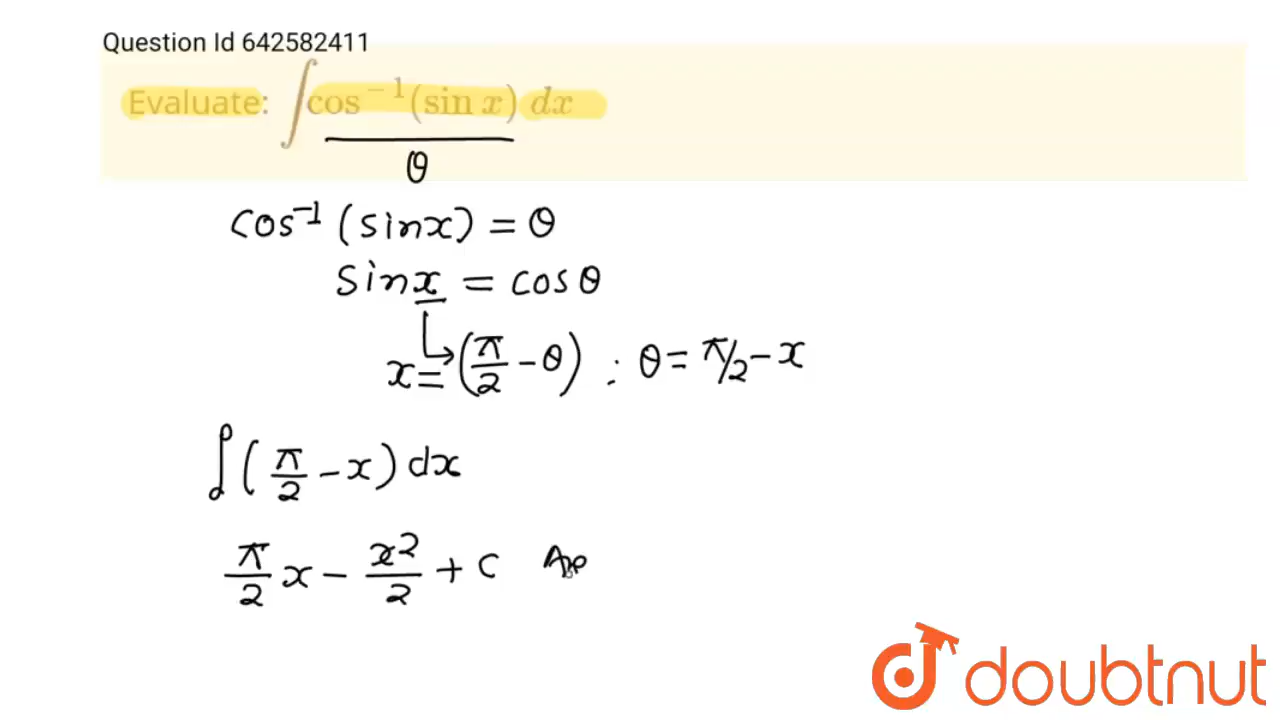 Question Id 642582411
Evaluate: ∫cos⁻¹(sin x) dx
θ
cos⁻¹(sinx) = θ
sinx = cosθ
x = (π/2 - θ) : θ = π/2 - x
∫(π/2 - x) dx
π/2 x - x²/2 + c
doubtnut